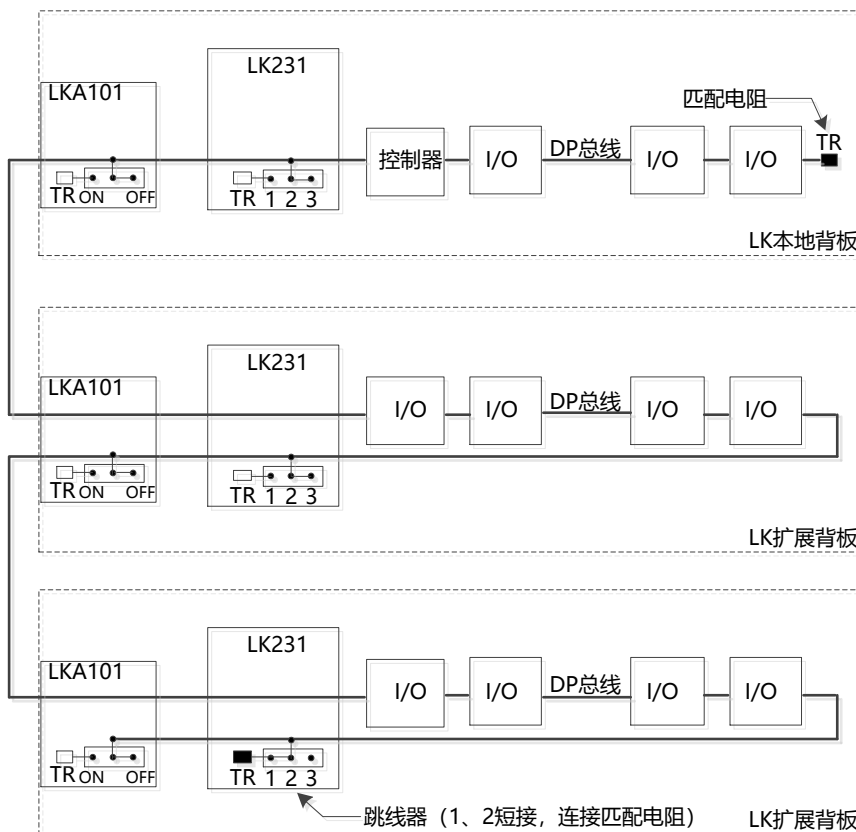 LK231
LKA101
匹配电阻
TR
控制器 I/O DP总线 I/O I/O
TR ON OFF TR 1 2 3
LK本地背板
LK231
LKA101
I/O I/O DP总线 I/O I/O
TR ON OFF TR 1 2 3
LK扩展背板
LK231
LKA101
I/O I/O DP总线 I/O I/O
TR ON OFF TR 1 2 3
跳线器（1、2短接，连接匹配电阻）
LK扩展背板